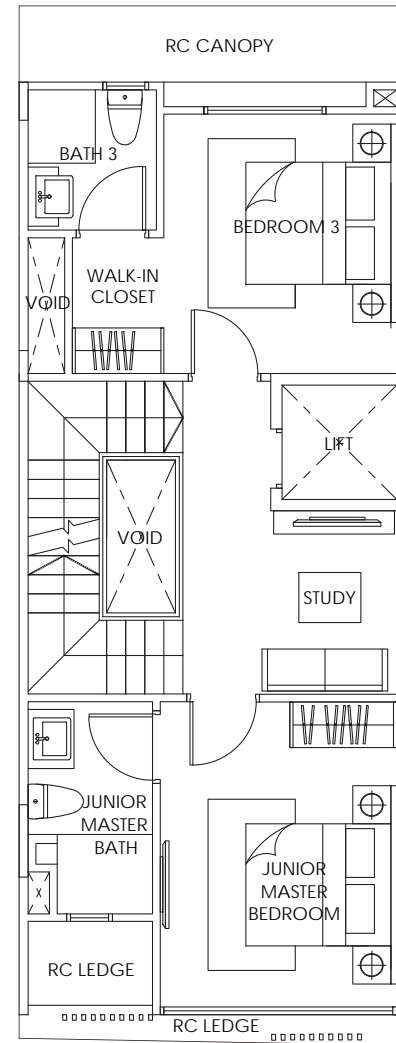 RC CANOPY
BATH 3
BEDROOM 3
WALK-IN
CLOSET
VOID
LIFT
VOID
STUDY
JUNIOR
MASTER
BATH
JUNIOR
MASTER
BEDROOM
RC LEDGE
RC LEDGE